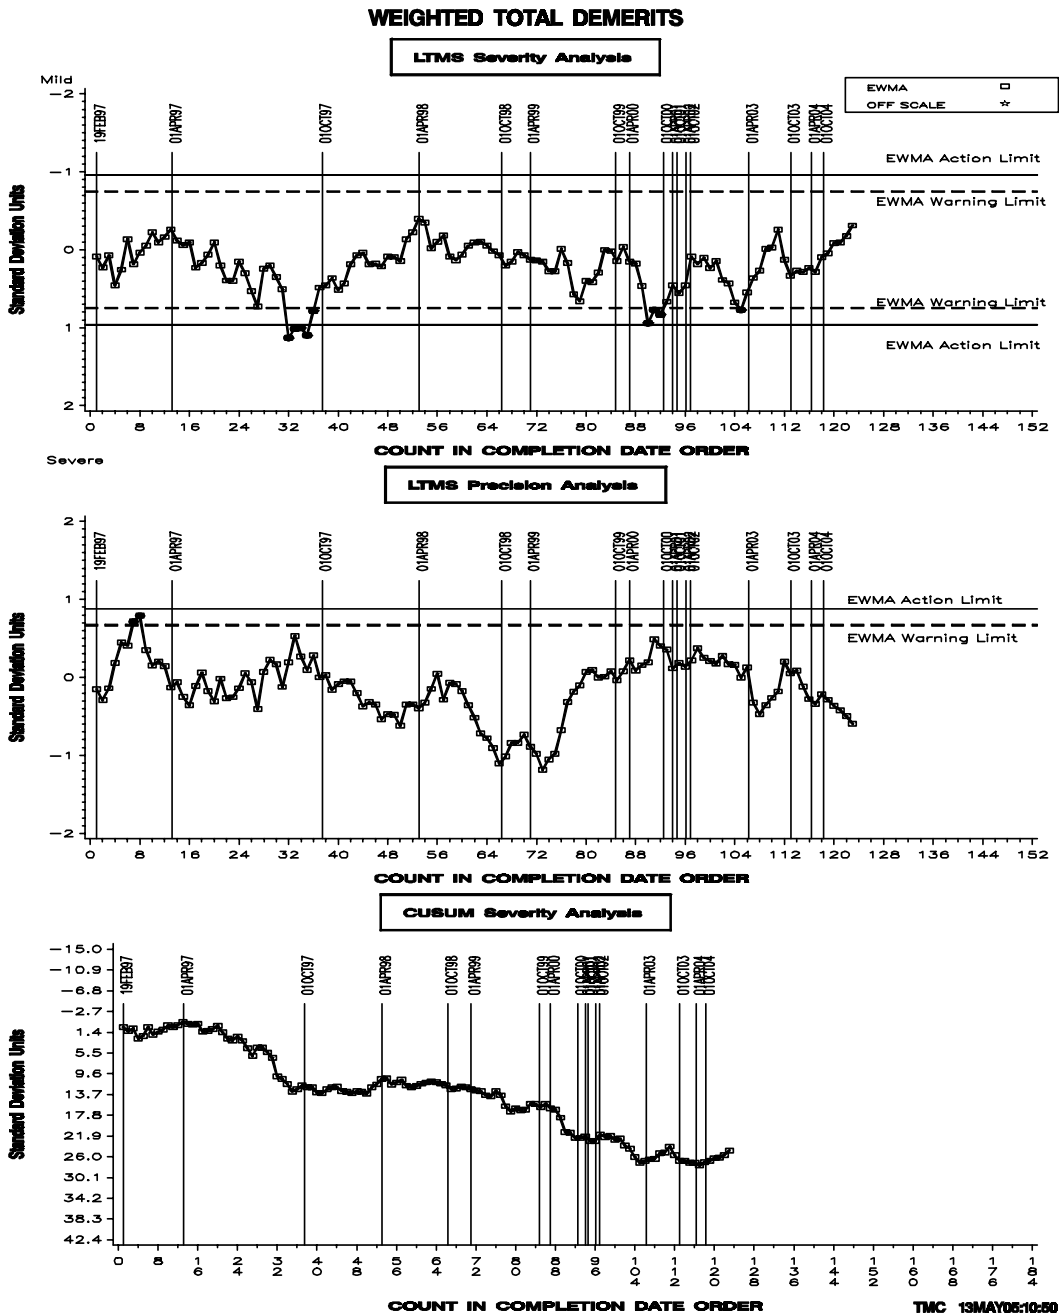 WEIGHTED TOTAL DEMERITS
LTMS Severity Analysis
Mild
EWMA
OFF SCALE
19FEB97 01APR97 01OCT97 01APR98 01OCT98 01APR99 01OCT99 01APR00 01OCT00 01OCT02 01APR03 01OCT03 01APR04 01OCT04
EWMA Action Limit
EWMA Warning Limit
EWMA Warning Limit
EWMA Action Limit
Standard Deviation Units
-2
-1
0
1
2
0 8 16 24 32 40 48 56 64 72 80 88 96 104 112 120 128 136 144 152
COUNT IN COMPLETION DATE ORDER
Severe
LTMS Precision Analysis
19FEB97 01APR97 01OCT97 01APR98 01OCT98 01APR99 01OCT99 01APR00 01OCT00 01OCT02 01APR03 01OCT03 01APR04 01OCT04
EWMA Action Limit
EWMA Warning Limit
Standard Deviation Units
2
1
0
-1
-2
0 8 16 24 32 40 48 56 64 72 80 88 96 104 112 120 128 136 144 152
COUNT IN COMPLETION DATE ORDER
CUSUM Severity Analysis
19FEB97 01APR97 01OCT97 01APR98 01OCT98 01APR99 01OCT99 01APR00 01OCT00 01OCT02 01APR03 01OCT03 01APR04 01OCT04
Standard Deviation Units
-15.0
-10.9
-6.8
-2.7
1.4
5.5
9.6
13.7
17.8
21.9
26.0
30.1
34.2
38.3
42.4
0 8 16 24 32 40 48 56 64 72 80 88 96 104 112 120 128 136 144 152 160 168 176 184
COUNT IN COMPLETION DATE ORDER